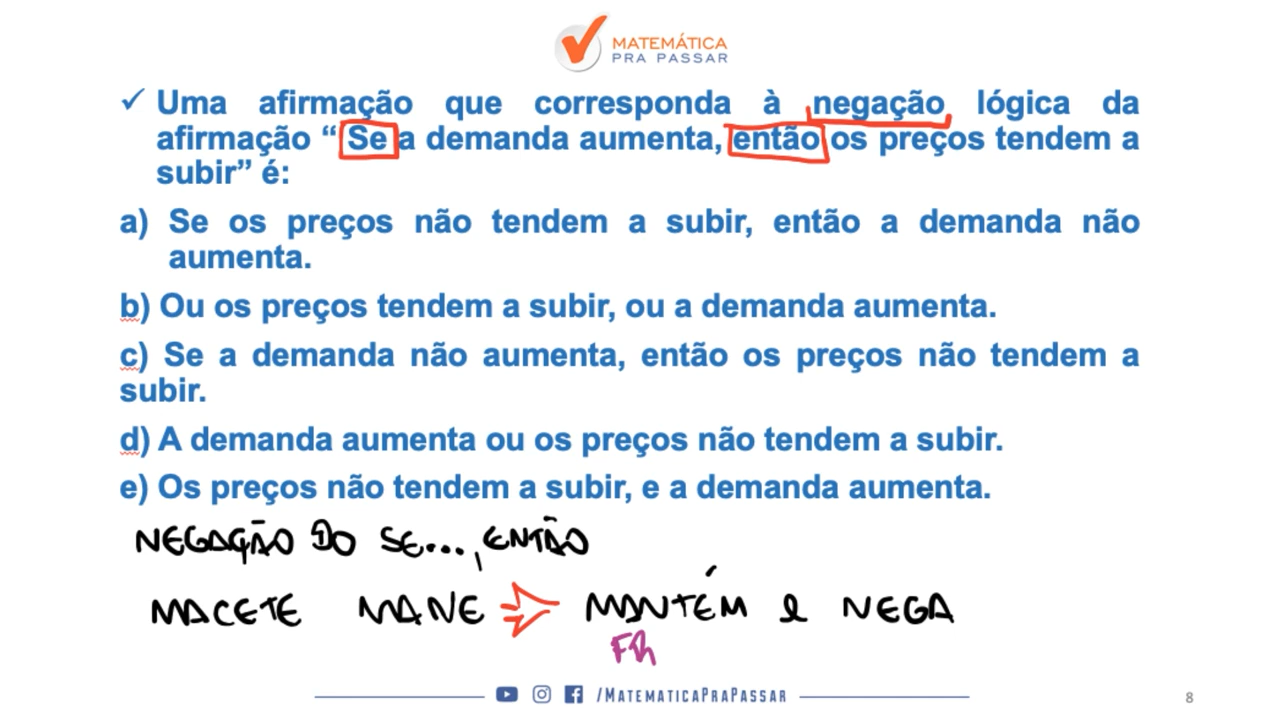 MATEMÁTICA
PRA PASSAR
✓ Uma afirmação que corresponda à negação lógica da
afirmação “ Se a demanda aumenta, então os preços tendem a
subir” é:
a) Se os preços não tendem a subir, então a demanda não
aumenta.
b) Ou os preços tendem a subir, ou a demanda aumenta.
c) Se a demanda não aumenta, então os preços não tendem a
subir.
d) A demanda aumenta ou os preços não tendem a subir.
e) Os preços não tendem a subir, e a demanda aumenta.
NEGAÇÃO DO SE..., ENTÃO
MACETE MANE ⇒ MANTÉM e NEGA
/MATEMATICAPRAPASSAR
8